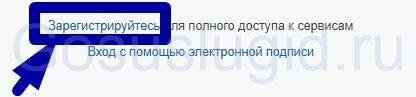 Зарегистрируйтесь для полного доступа к сервисам
Вход с помощью электронной подписи
Gosuslugid.ru